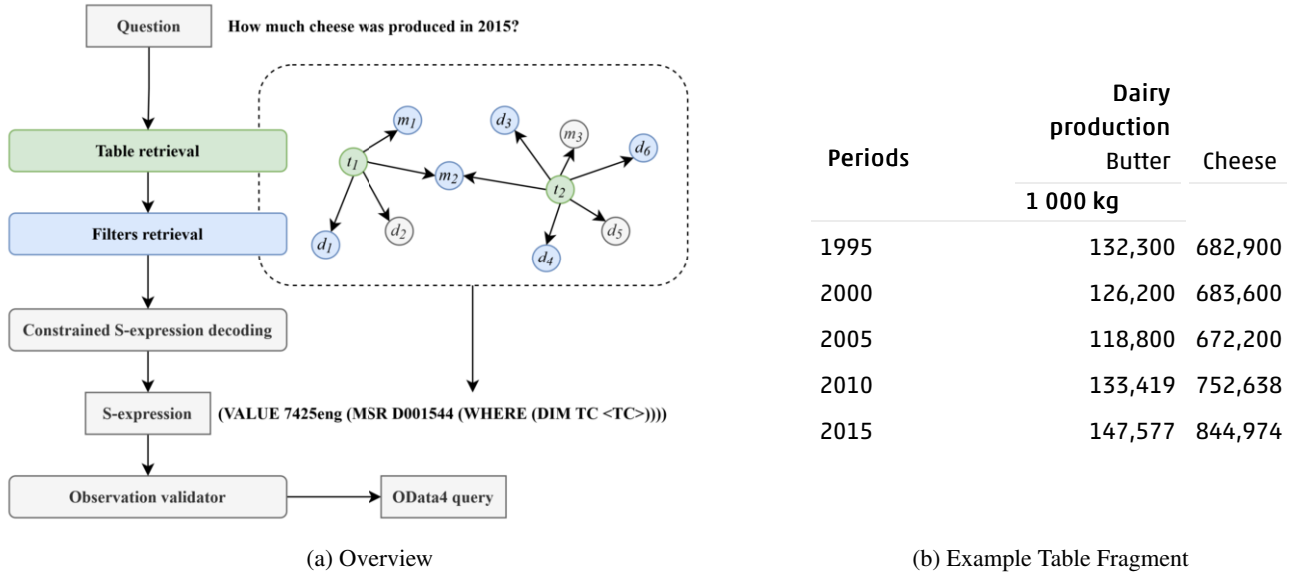 Question
How much cheese was produced in 2015?
Table retrieval
Filters retrieval
Constrained S-expression decoding
S-expression
(VALUE 7425eng (MSR D001544 (WHERE (DIM TC <TC>))))
Observation validator
OData4 query
m1
t1
m2
d1
d2
d3
m3
d6
t2
d5
d4
(a) Overview
Dairy
production
Periods Butter Cheese
1 000 kg
1995 132,300 682,900
2000 126,200 683,600
2005 118,800 672,200
2010 133,419 752,638
2015 147,577 844,974
(b) Example Table Fragment